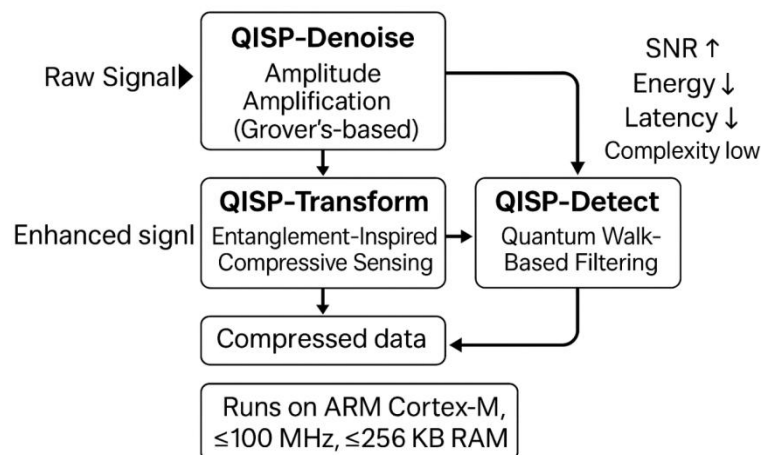 QISP-Denoise
Amplitude
Amplification
(Grover's-based)
Raw Signal
SNR ↑
Energy ↓
Latency ↓
Complexity low
QISP-Transform
Entanglement-Inspired
Compressive Sensing
QISP-Detect
Quantum Walk-
Based Filtering
Enhanced signl
Compressed data
Runs on ARM Cortex-M,
≤100 MHz, ≤256 KB RAM